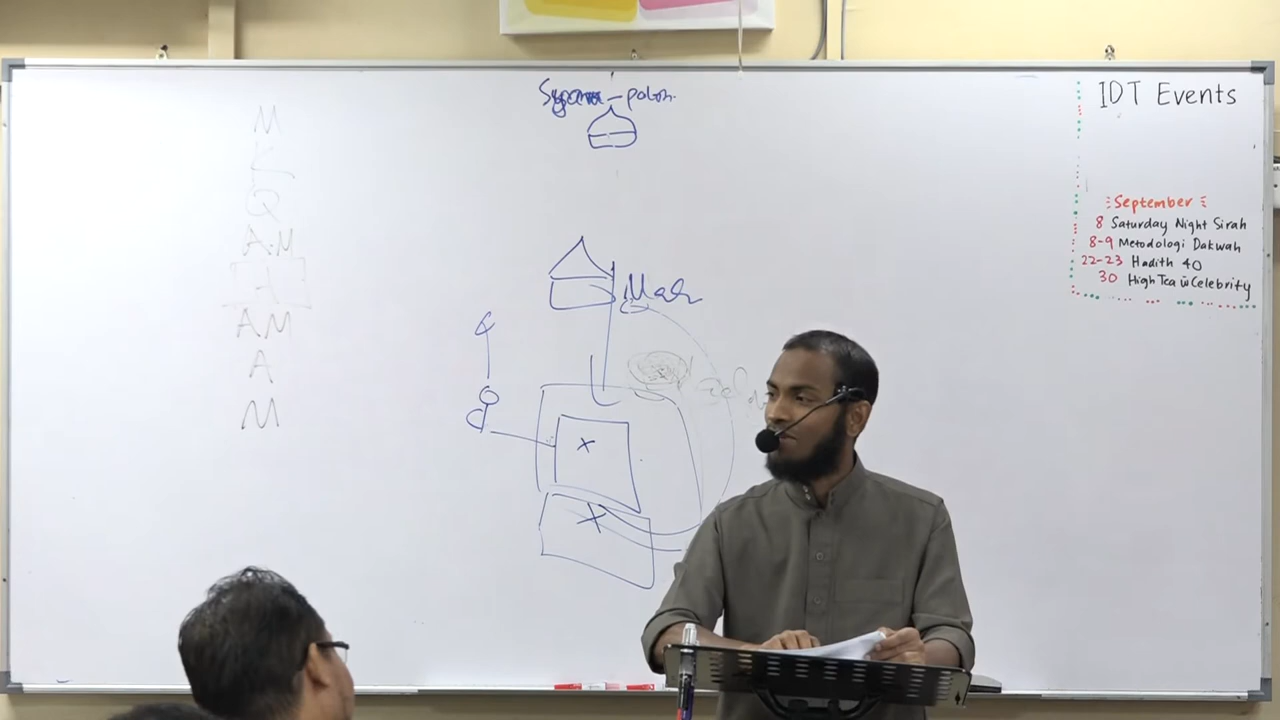 M
K
Q
A.M
A M
A
M
IDT Events
September
8 Saturday Night Sirah
8-9 Metodologi Dakwah
22-23 Hadith 40
30 High Tea w Celebrity